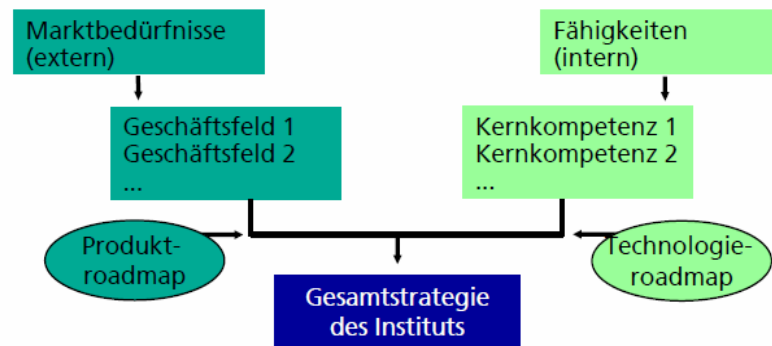 Marktbedürfnisse
(extern)
Fähigkeiten
(intern)
Geschäftsfeld 1
Geschäftsfeld 2
...
Kernkompetenz 1
Kernkompetenz 2
...
Produkt-
roadmap
Technologie-
roadmap
Gesamtstrategie
des Instituts